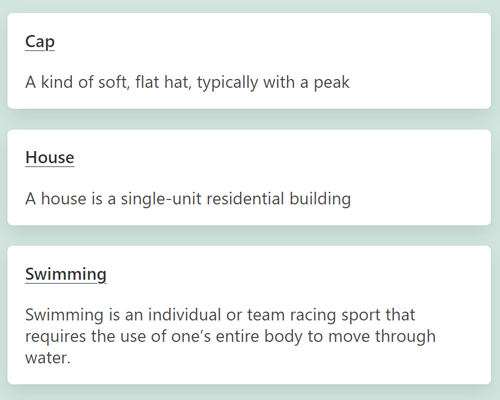 Cap
A kind of soft, flat hat, typically with a peak
House
A house is a single-unit residential building
Swimming
Swimming is an individual or team racing sport that
requires the use of one’s entire body to move through
water.